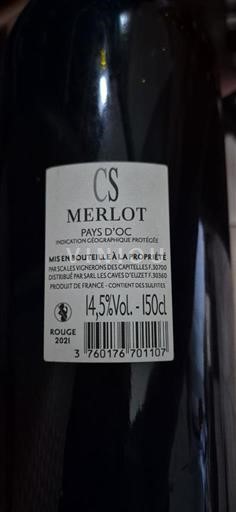 CS
MERLOT
PAYS D'OC
INDICATION GÉOGRAPHIQUE PROTÉGÉE
MIS EN BOUTEILLE À LA PROPRIÉTÉ
PAR SCA LES VIGNERONS DES CAPITELLES F.30700
DISTRIBUÉ PAR SARL LES CAVES D'EUZET F.30360
PRODUIT DE FRANCE - CONTIENT DES SULFITES
14,5%Vol. - 150cl
ROUGE
2021
3 760176 701107